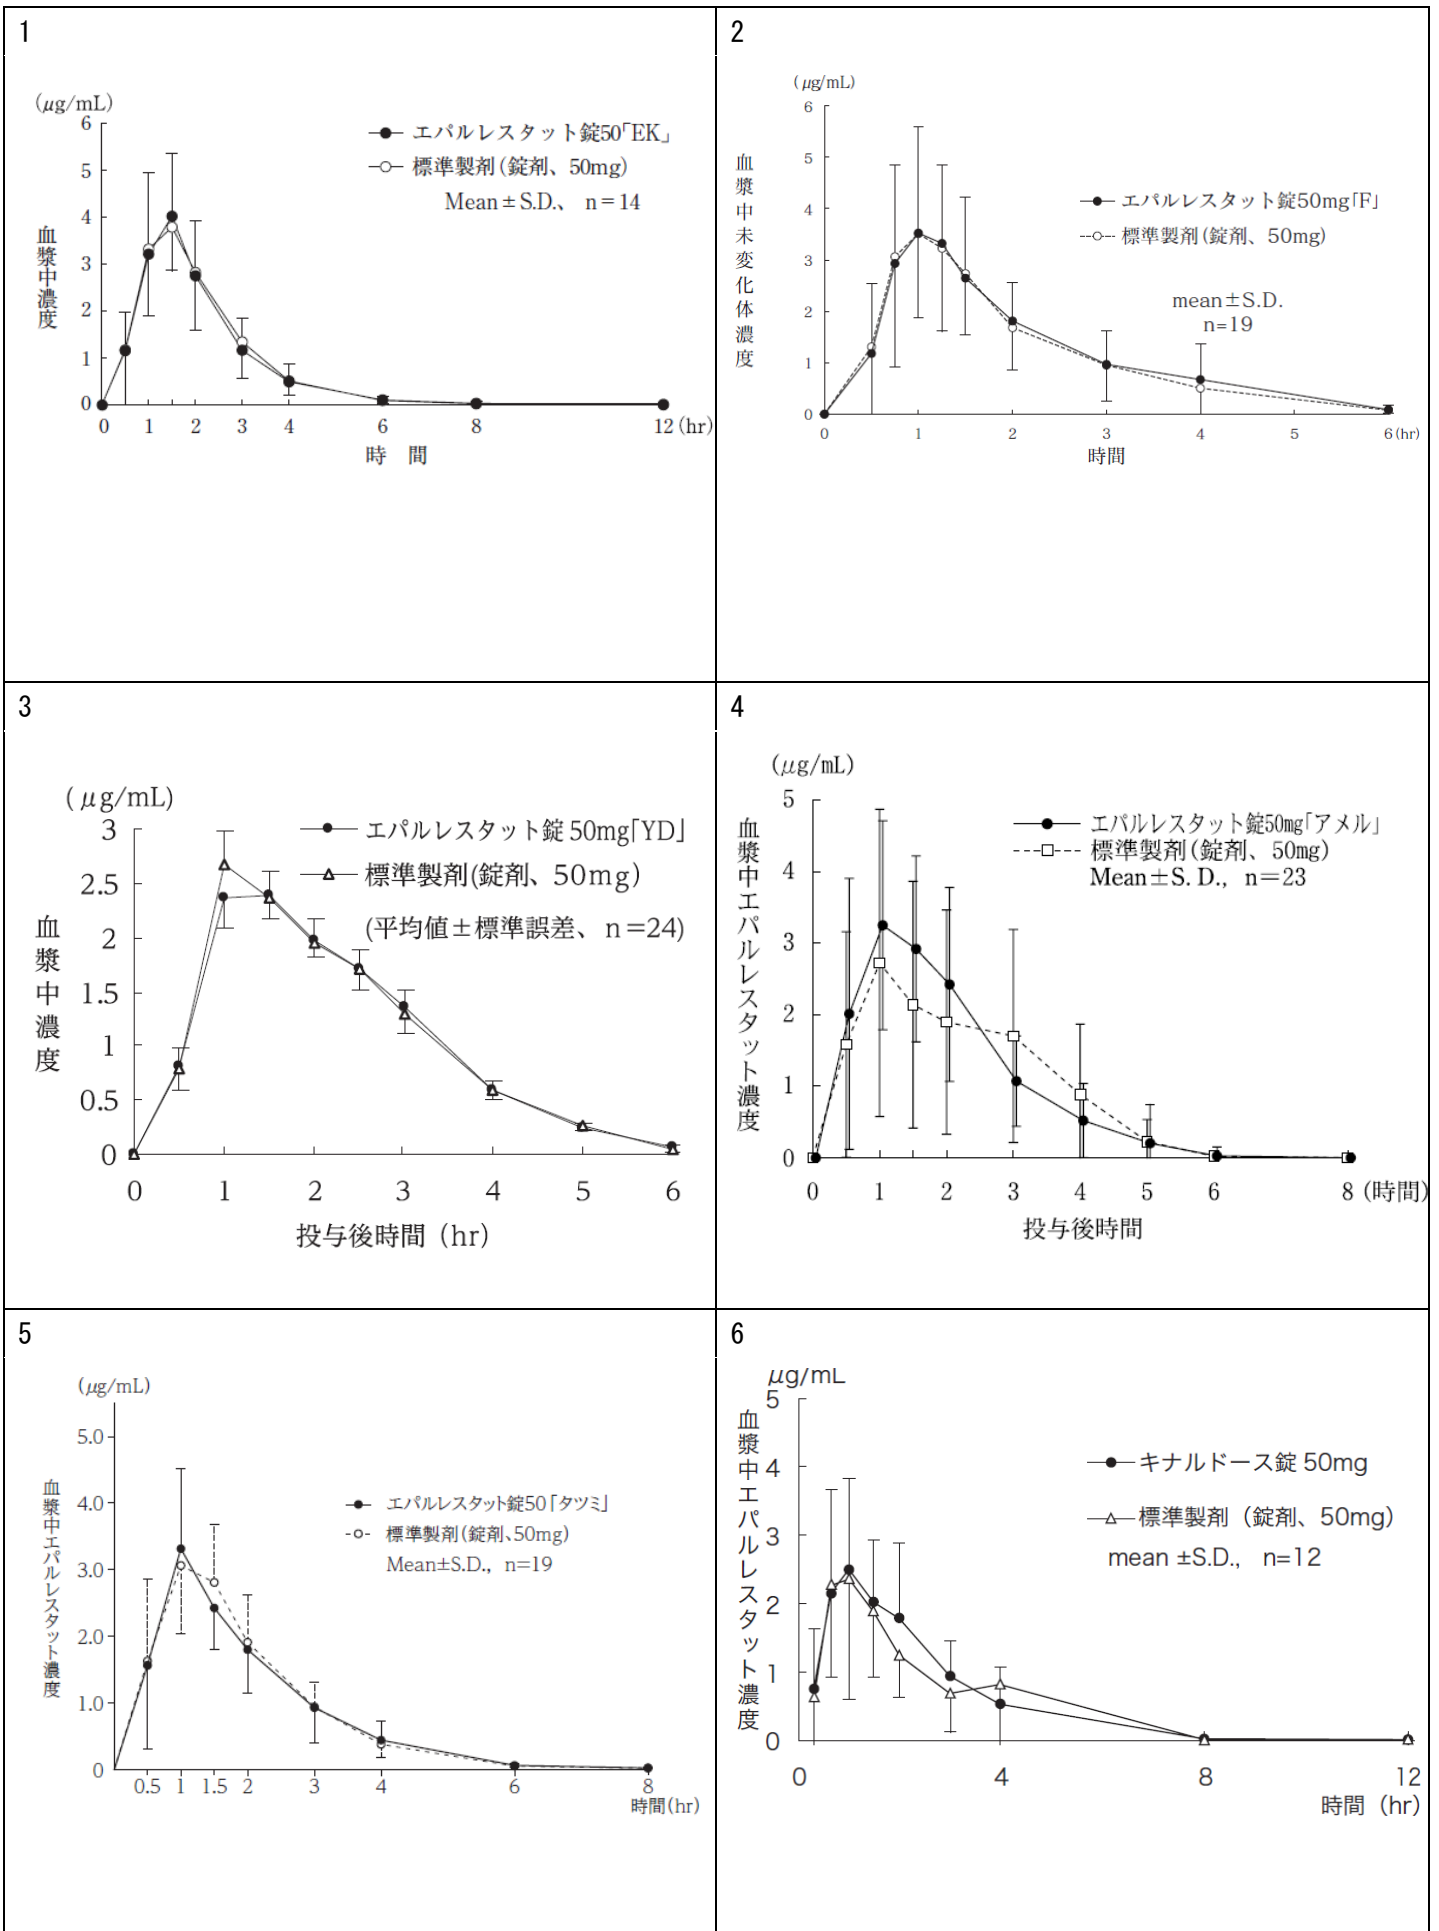 1
(μg/mL)
6
5
4
3
2
1
0
血漿中濃度
エパルレスタット錠50「EK」
標準製剤(錠剤、50mg)
Mean±S.D.、 n=14
0 1 2 3 4 6 8 12(hr)
時 間
2
(μg/mL)
6
5
4
3
2
1
0
血漿中未変化体濃度
エパルレスタット錠50mg「F」
標準製剤(錠剤、50mg)
mean±S.D.
n=19
0 1 2 3 4 5 6(hr)
時間
3
(μg/mL)
3
2.5
2
1.5
1
0.5
0
血漿中濃度
エパルレスタット錠 50mg「YD」
標準製剤(錠剤、50mg)
(平均値±標準誤差、n=24)
0 1 2 3 4 5 6
投与後時間 (hr)
4
(μg/mL)
5
4
3
2
1
0
血漿中エパルレスタット濃度
エパルレスタット錠50mg「アメル」
標準製剤(錠剤、50mg)
Mean±S. D., n=23
0 1 2 3 4 5 6 8 (時間)
投与後時間
5
(μg/mL)
5.0
4.0
3.0
2.0
1.0
0
血漿中エパルレスタット濃度
エパルレスタット錠50「タツミ」
標準製剤(錠剤、50mg)
Mean±S.D., n=19
0.5 1 1.5 2 3 4 6 8
時間(hr)
6
μg/mL
5
4
3
2
1
0
血漿中エパルレスタット濃度
キナルドース錠 50mg
標準製剤（錠剤、50mg）
mean ±S.D., n=12
0 4 8 12
時間 (hr)